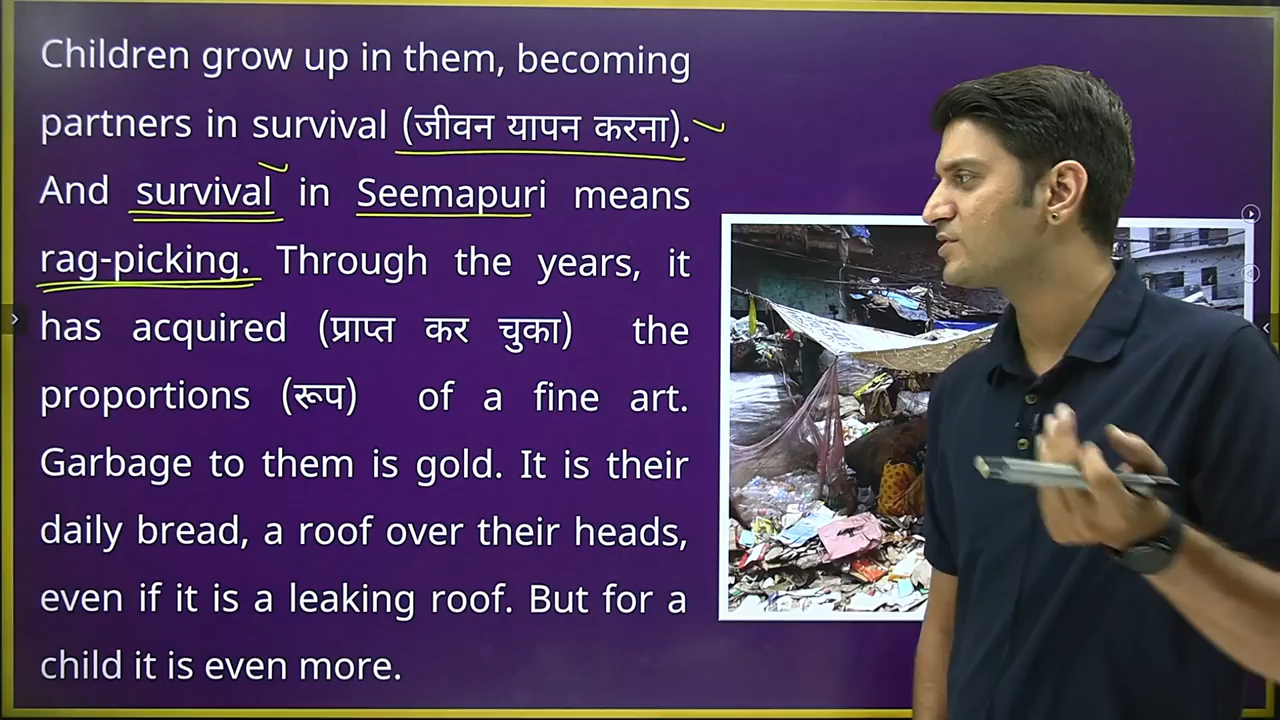 Children grow up in them, becoming
partners in survival (जीवन यापन करना).
And survival in Seemapuri means
rag-picking. Through the years, it
has acquired (प्राप्त कर चुका) the
proportions (रूप) of a fine art.
Garbage to them is gold. It is their
daily bread, a roof over their heads,
even if it is a leaking roof. But for a
child it is even more.